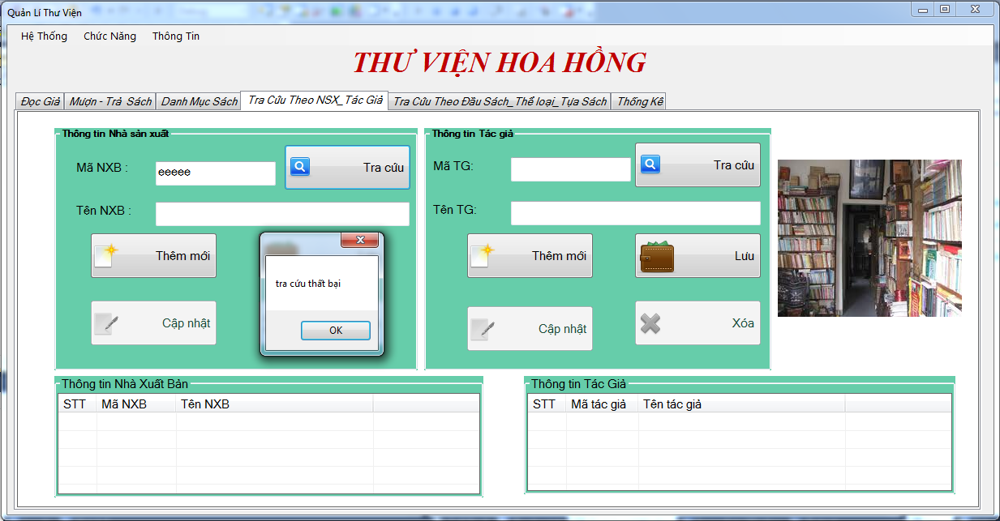 Quản Lí Thư Viện
Hệ Thống Chức Năng Thông Tin
THƯ VIỆN HOA HỒNG
Đọc Giả Mượn - Trả Sách Danh Mục Sách Tra Cứu Theo NSX_Tác Giả Tra Cứu Theo Đầu Sách_Thể loại_Tựa Sách Thống Kê
Thông tin Nhà sản xuất
Mã NXB :
eeeee
Tra cứu
Tên NXB :
Thêm mới
Cập nhật
tra cứu thất bại
OK
Thông tin Tác giả
Mã TG:
Tra cứu
Tên TG:
Thêm mới
Lưu
Cập nhật
Xóa
Thông tin Nhà Xuất Bản
STT Mã NXB Tên NXB
Thông tin Tác Giả
STT Mã tác giả Tên tác giả